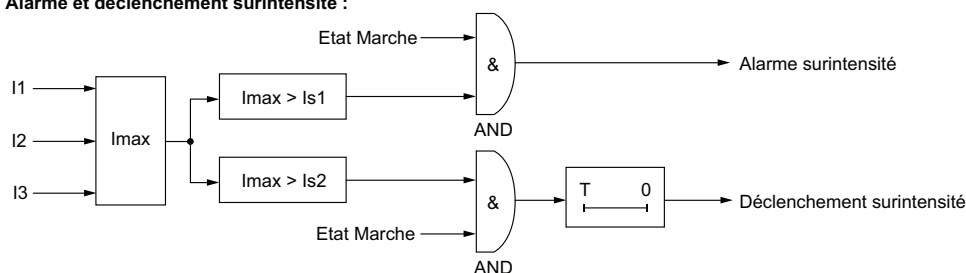 Alarme et déclenchement surintensité :
Etat Marche
&
Alarme surintensité
I1
I2
I3
Imax
Imax > Is1
AND
Imax > Is2
&
T 0
Déclenchement surintensité
Etat Marche
AND